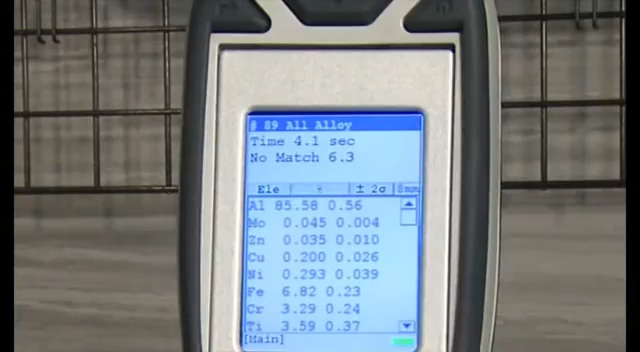 # 89 All Alloy
Time 4.1 sec
No Match 6.3
Ele % ± 2σ 8mm
Al 85.58 0.56
Mo 0.045 0.004
Zn 0.035 0.010
Cu 0.200 0.026
Ni 0.293 0.039
Fe 6.82 0.23
Cr 3.29 0.24
Ti 3.59 0.37
[Main]